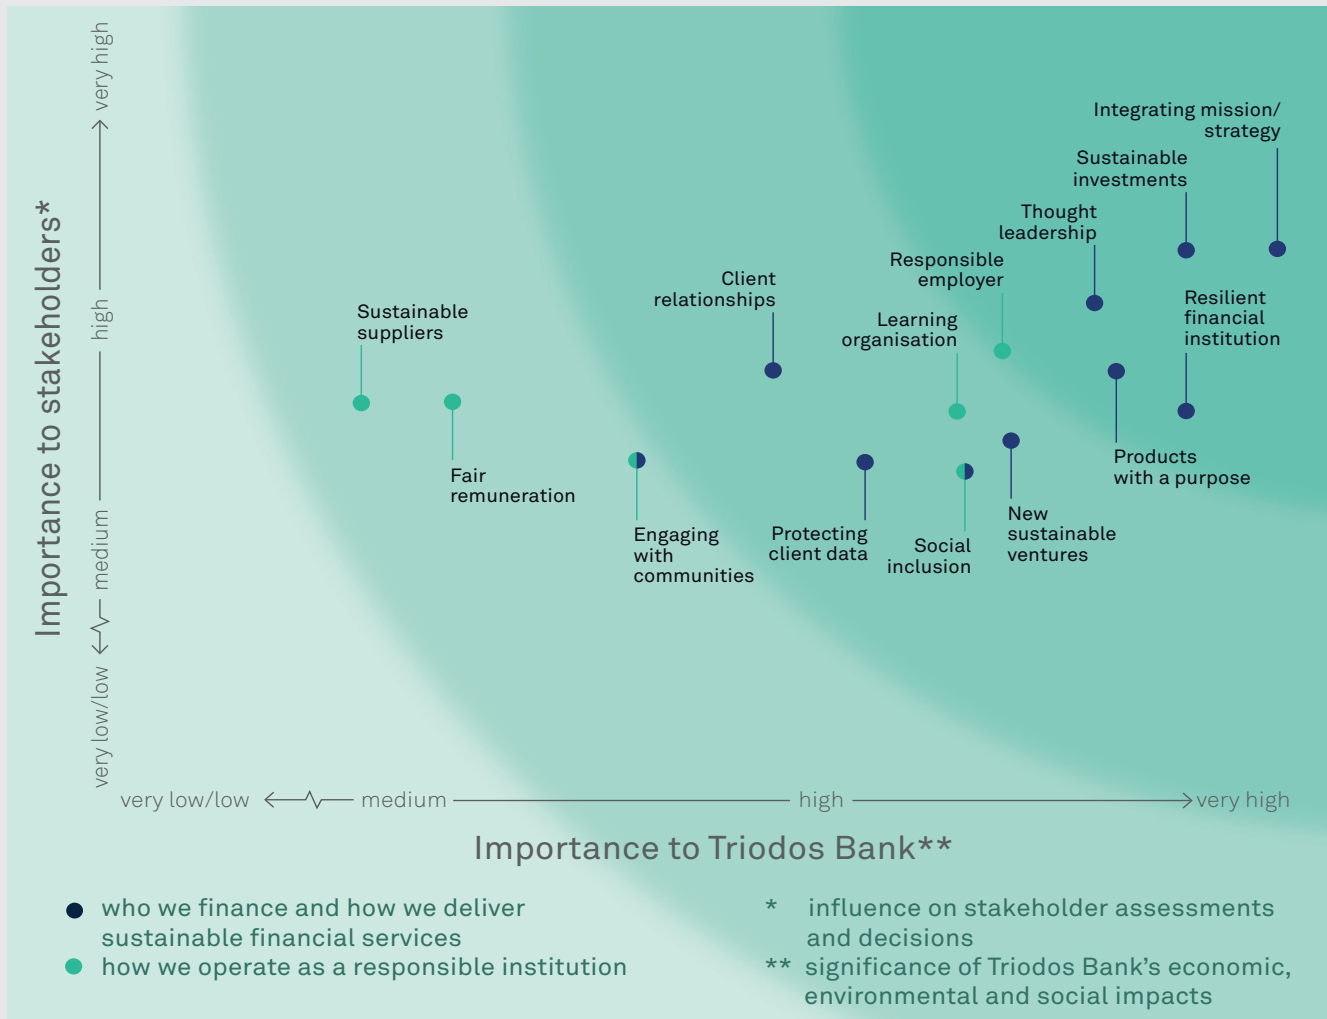 very high
Integrating mission/
strategy
Sustainable
investments
Thought
leadership
Responsible
employer
Client
relationships
Resilient
financial
institution
Importance to stakeholders*
high
Sustainable
suppliers
Learning
organisation
Products
with a purpose
Fair
remuneration
New
sustainable
ventures
medium
Engaging
with
communities
Protecting
client data
Social
inclusion
very low/low
very low/low
medium
high
very high
Importance to Triodos Bank**
who we finance and how we deliver
sustainable financial services
how we operate as a responsible institution
* influence on stakeholder assessments
and decisions
** significance of Triodos Bank's economic,
environmental and social impacts